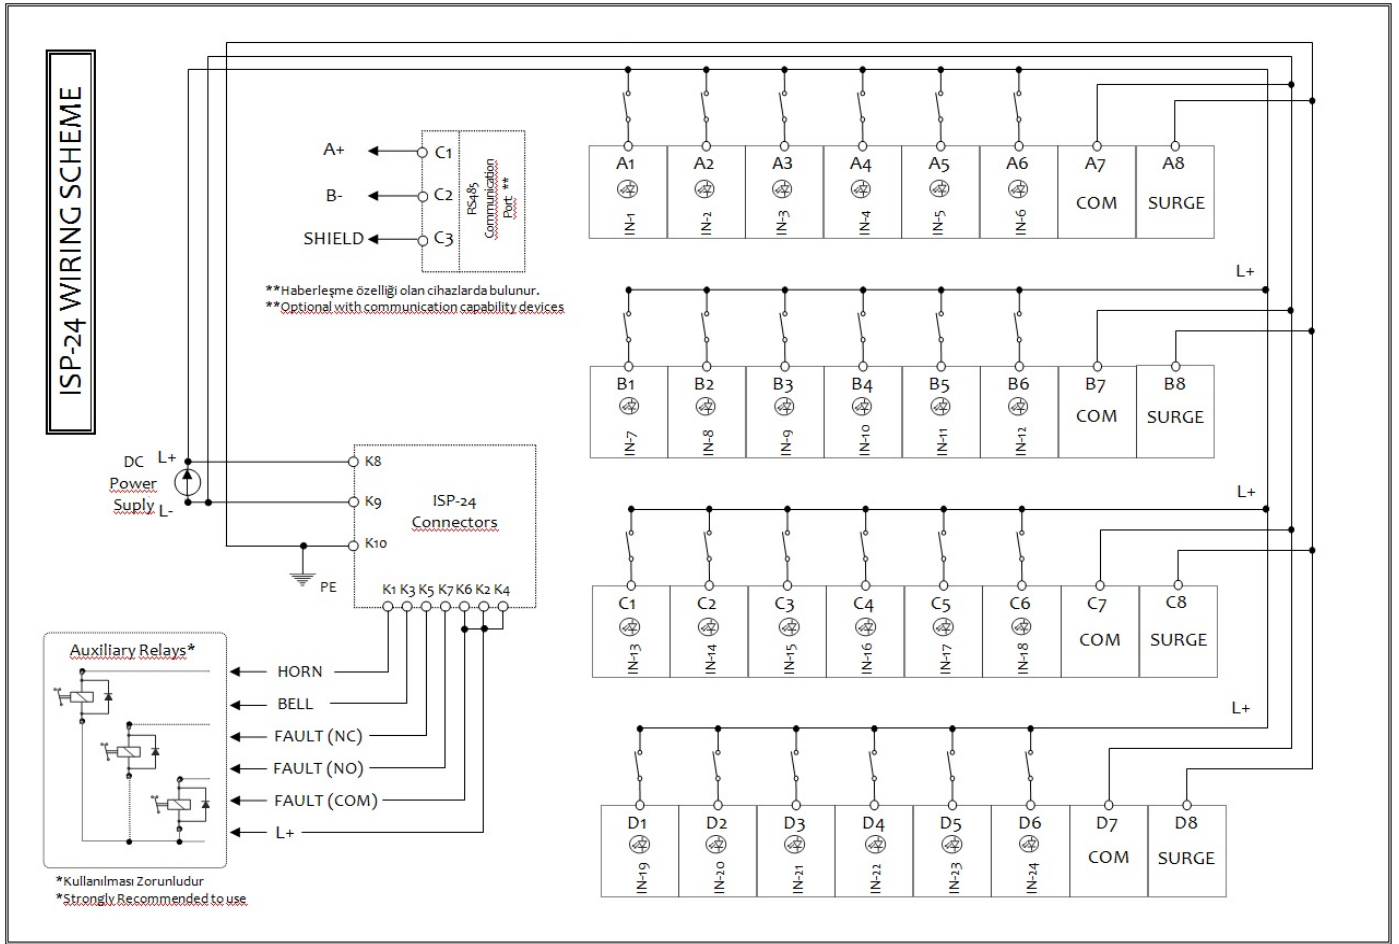 ISP-24 WIRING SCHEME
A+
C1
B-
C2
SHIELD
C3
RS485
Communication
Port **
**Haberleşme özelliği olan cihazlarda bulunur.
**Optional with communication capability devices
A1 A2 A3 A4 A5 A6 A7 A8
IN-1 IN-2 IN-3 IN-4 IN-5 IN-6 COM SURGE
L+
B1 B2 B3 B4 B5 B6 B7 B8
IN-7 IN-8 IN-9 IN-10 IN-11 IN-12 COM SURGE
L+
C1 C2 C3 C4 C5 C6 C7 C8
IN-13 IN-14 IN-15 IN-16 IN-17 IN-18 COM SURGE
L+
D1 D2 D3 D4 D5 D6 D7 D8
IN-19 IN-20 IN-21 IN-22 IN-23 IN-24 COM SURGE
DC
Power
Suply
L+
L-
K8
K9
K10
ISP-24
Connectors
PE
K1 K3 K5 K7 K6 K2 K4
Auxiliary Relays*
HORN
BELL
FAULT (NC)
FAULT (NO)
FAULT (COM)
L+
*Kullanılması Zorunludur
*Strongly Recommended to use